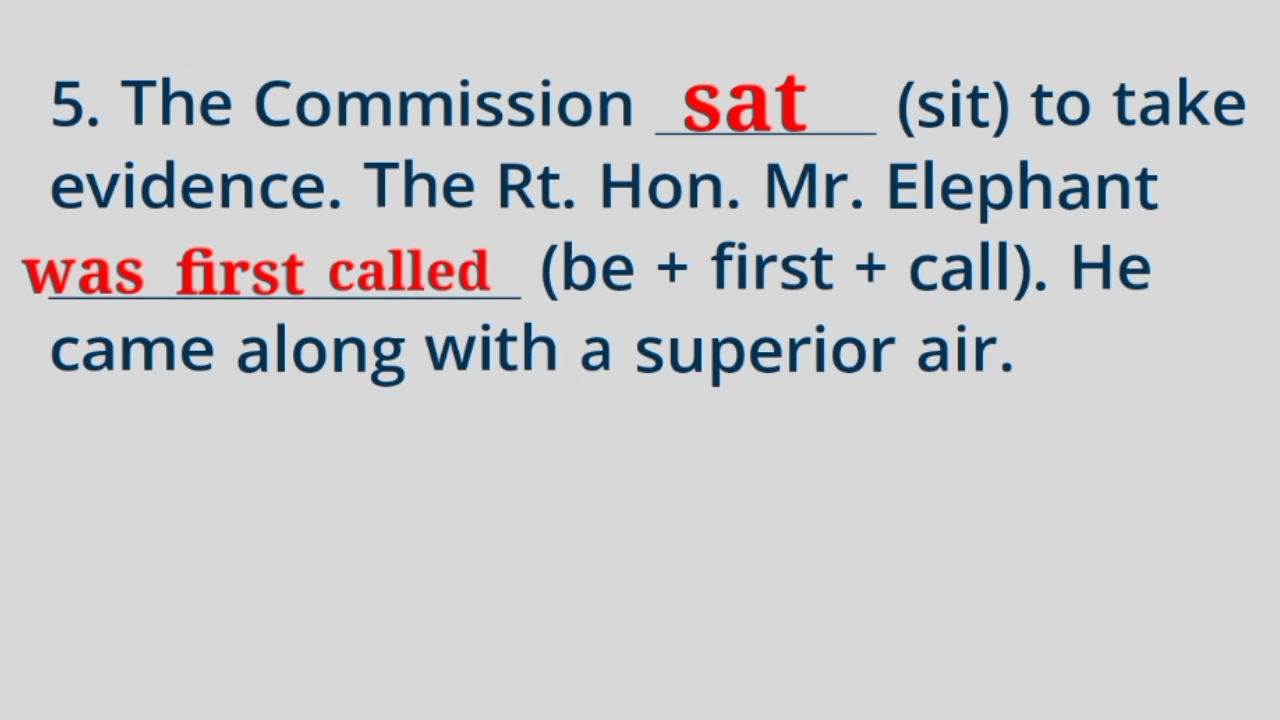 5. The Commission sat (sit) to take
evidence. The Rt. Hon. Mr. Elephant
was first called (be + first + call). He
came along with a superior air.